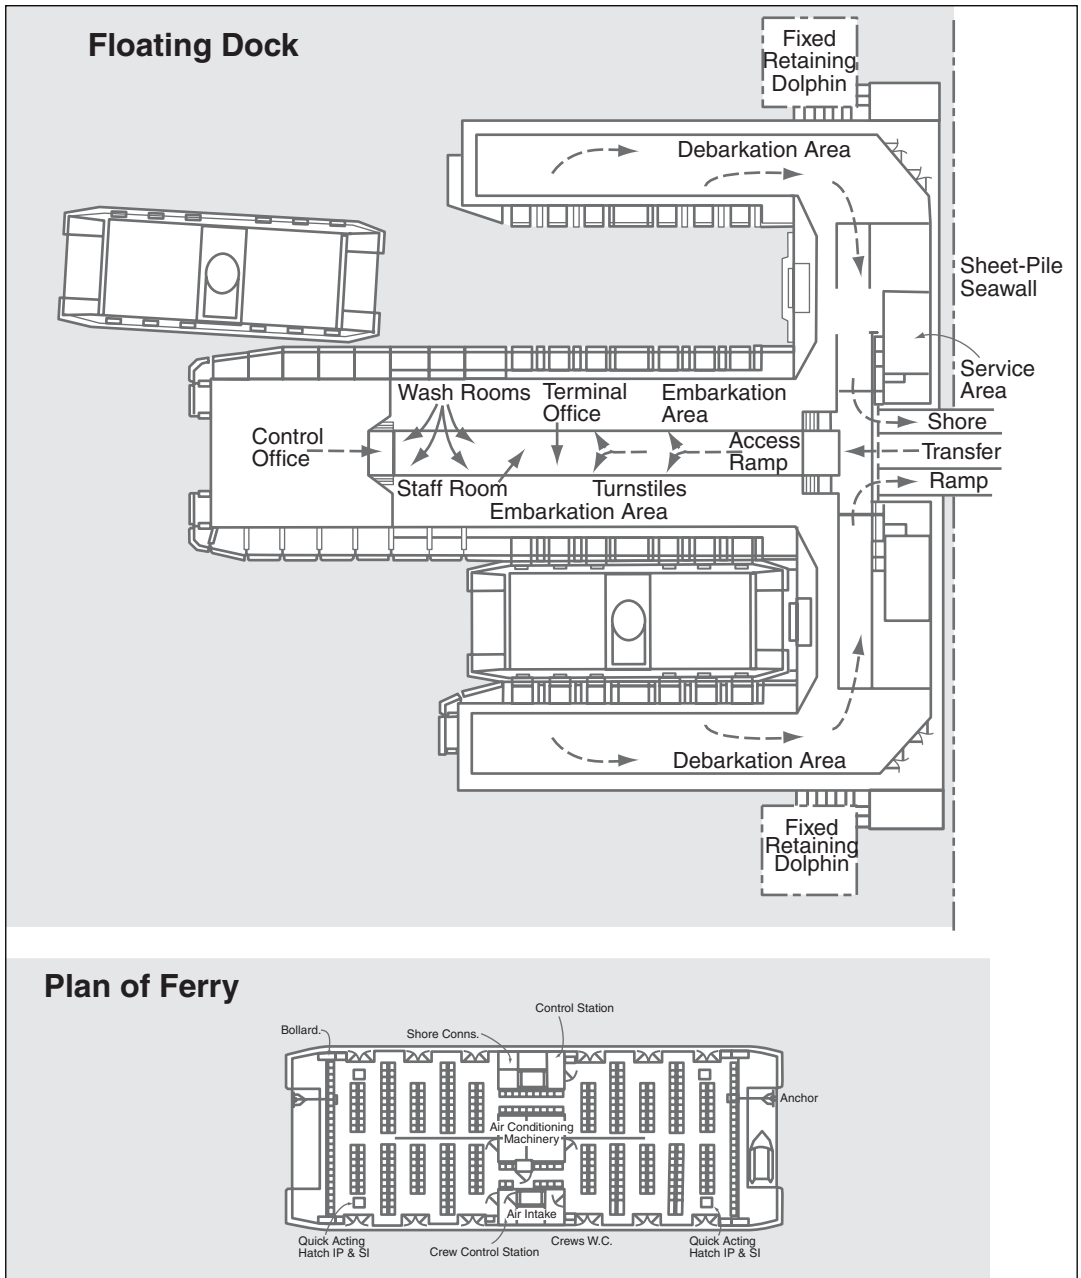 Floating Dock
Fixed
Retaining
Dolphin
Debarkation Area
Sheet-Pile
Seawall
Service
Area
Wash Rooms
Terminal
Office
Embarkation
Area
Shore
Control
Office
Access
Ramp
Transfer
Staff Room
Turnstiles
Ramp
Embarkation Area
Debarkation Area
Fixed
Retaining
Dolphin
Plan of Ferry
Control Station
Bollard.
Shore Conns.
Anchor
Air Conditioning
Machinery
Air Intake
Quick Acting
Hatch IP & SI
Crew Control Station
Crews W.C.
Quick Acting
Hatch IP & SI